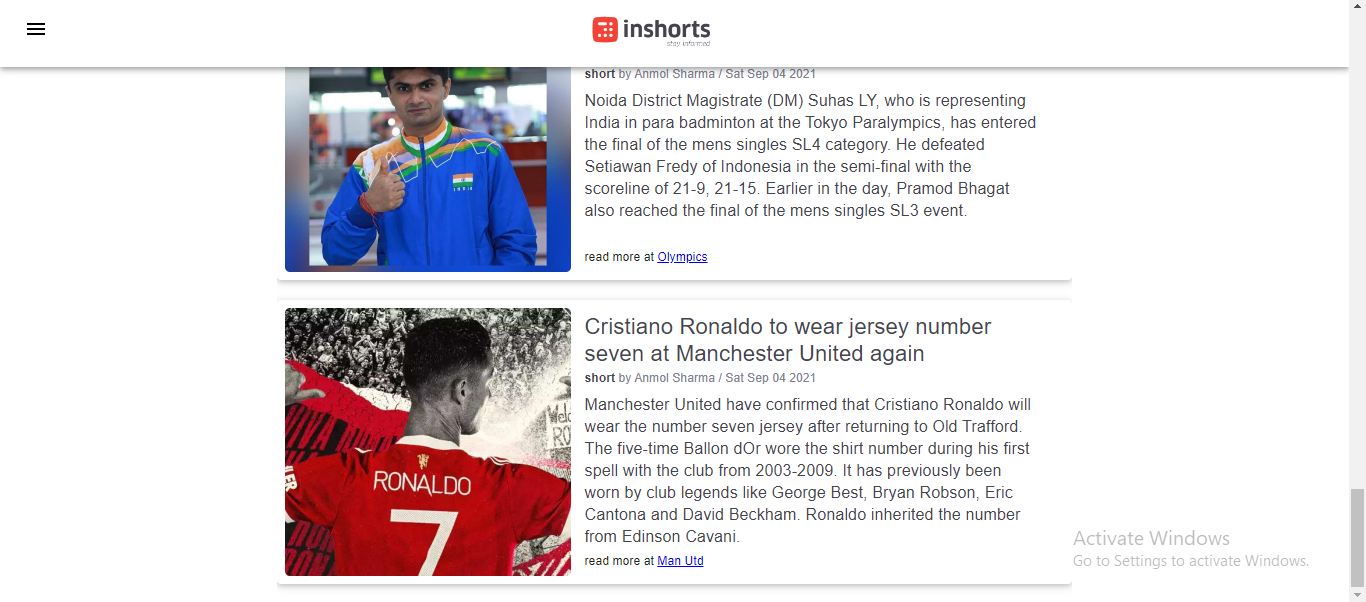 inshorts
stay informed
short by Anmol Sharma / Sat Sep 04 2021
Noida District Magistrate (DM) Suhas LY, who is representing
India in para badminton at the Tokyo Paralympics, has entered
the final of the mens singles SL4 category. He defeated
Setiawan Fredy of Indonesia in the semi-final with the
scoreline of 21-9, 21-15. Earlier in the day, Pramod Bhagat
also reached the final of the mens singles SL3 event.
read more at Olympics
INDIA
Cristiano Ronaldo to wear jersey number
seven at Manchester United again
short by Anmol Sharma / Sat Sep 04 2021
Manchester United have confirmed that Cristiano Ronaldo will
wear the number seven jersey after returning to Old Trafford.
The five-time Ballon dOr wore the shirt number during his first
spell with the club from 2003-2009. It has previously been
worn by club legends like George Best, Bryan Robson, Eric
Cantona and David Beckham. Ronaldo inherited the number
from Edinson Cavani.
read more at Man Utd
RONALDO
7
Activate Windows
Go to Settings to activate Windows.